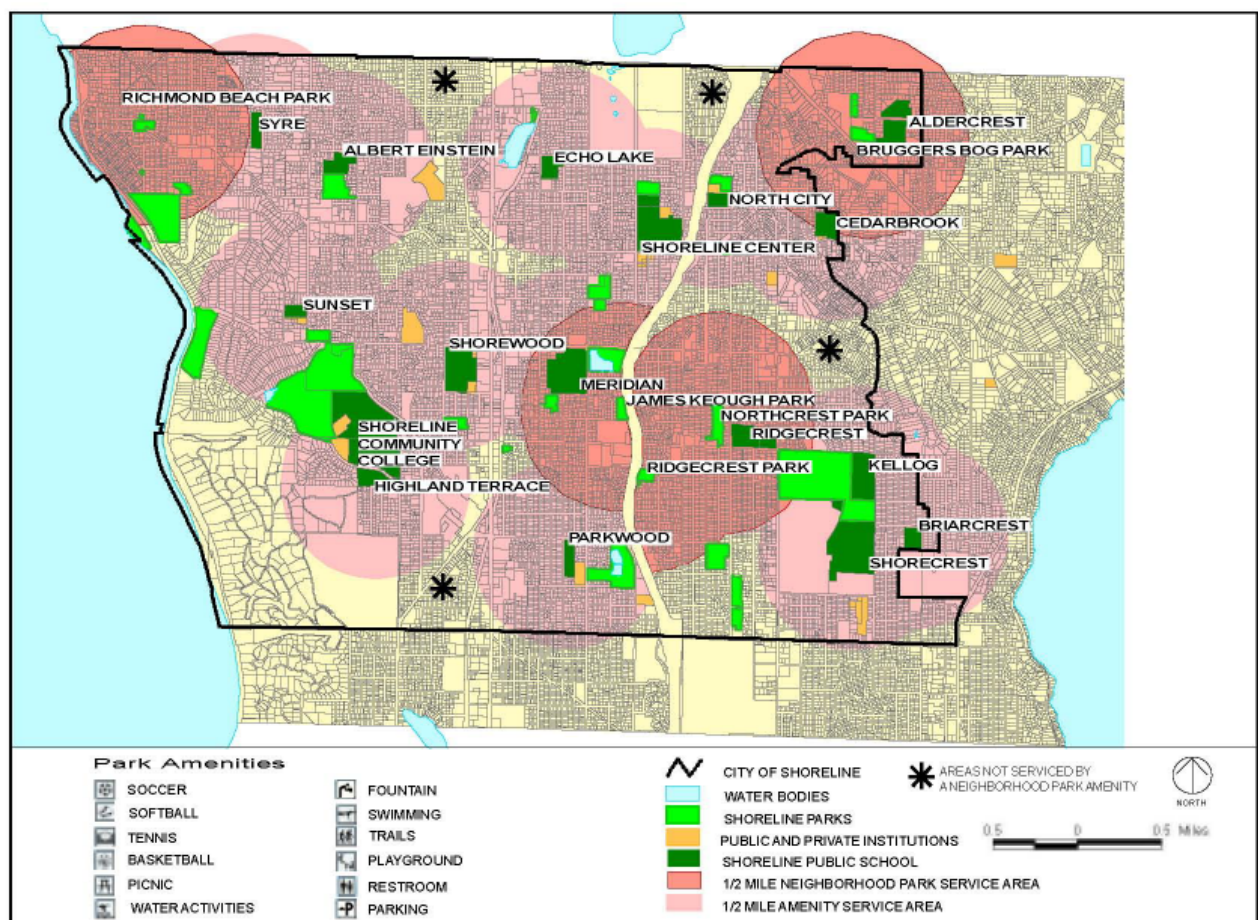 RICHMOND BEACH PARK
SYRE
ALBERT EINSTEIN
ECHO LAKE
ALDERCREST
BRUGGERS BOG PARK
NORTH CITY
CEDARBROOK
SHORELINE CENTER
SUNSET
SHOREWOOD
MERIDIAN
JAMES KEOUGH PARK
NORTHCREST PARK
RIDGECREST
SHORELINE
COMMUNITY
COLLEGE
RIDGECREST PARK
KELLOG
HIGHLAND TERRACE
PARKWOOD
BRIARCREST
SHORECREST
Park Amenities
SOCCER
SOFTBALL
TENNIS
BASKETBALL
PICNIC
WATER ACTIVITIES
FOUNTAIN
SWIMMING
TRAILS
PLAYGROUND
RESTROOM
PARKING
P
CITY OF SHORELINE
WATER BODIES
SHORELINE PARKS
PUBLIC AND PRIVATE INSTITUTIONS
SHORELINE PUBLIC SCHOOL
1/2 MILE NEIGHBORHOOD PARK SERVICE AREA
1/2 MILE AMENITY SERVICE AREA
AREAS NOT SERVICED BY
A NEIGHBORHOOD PARK AMENITY
NORTH
0.5 0 0.5 Miles